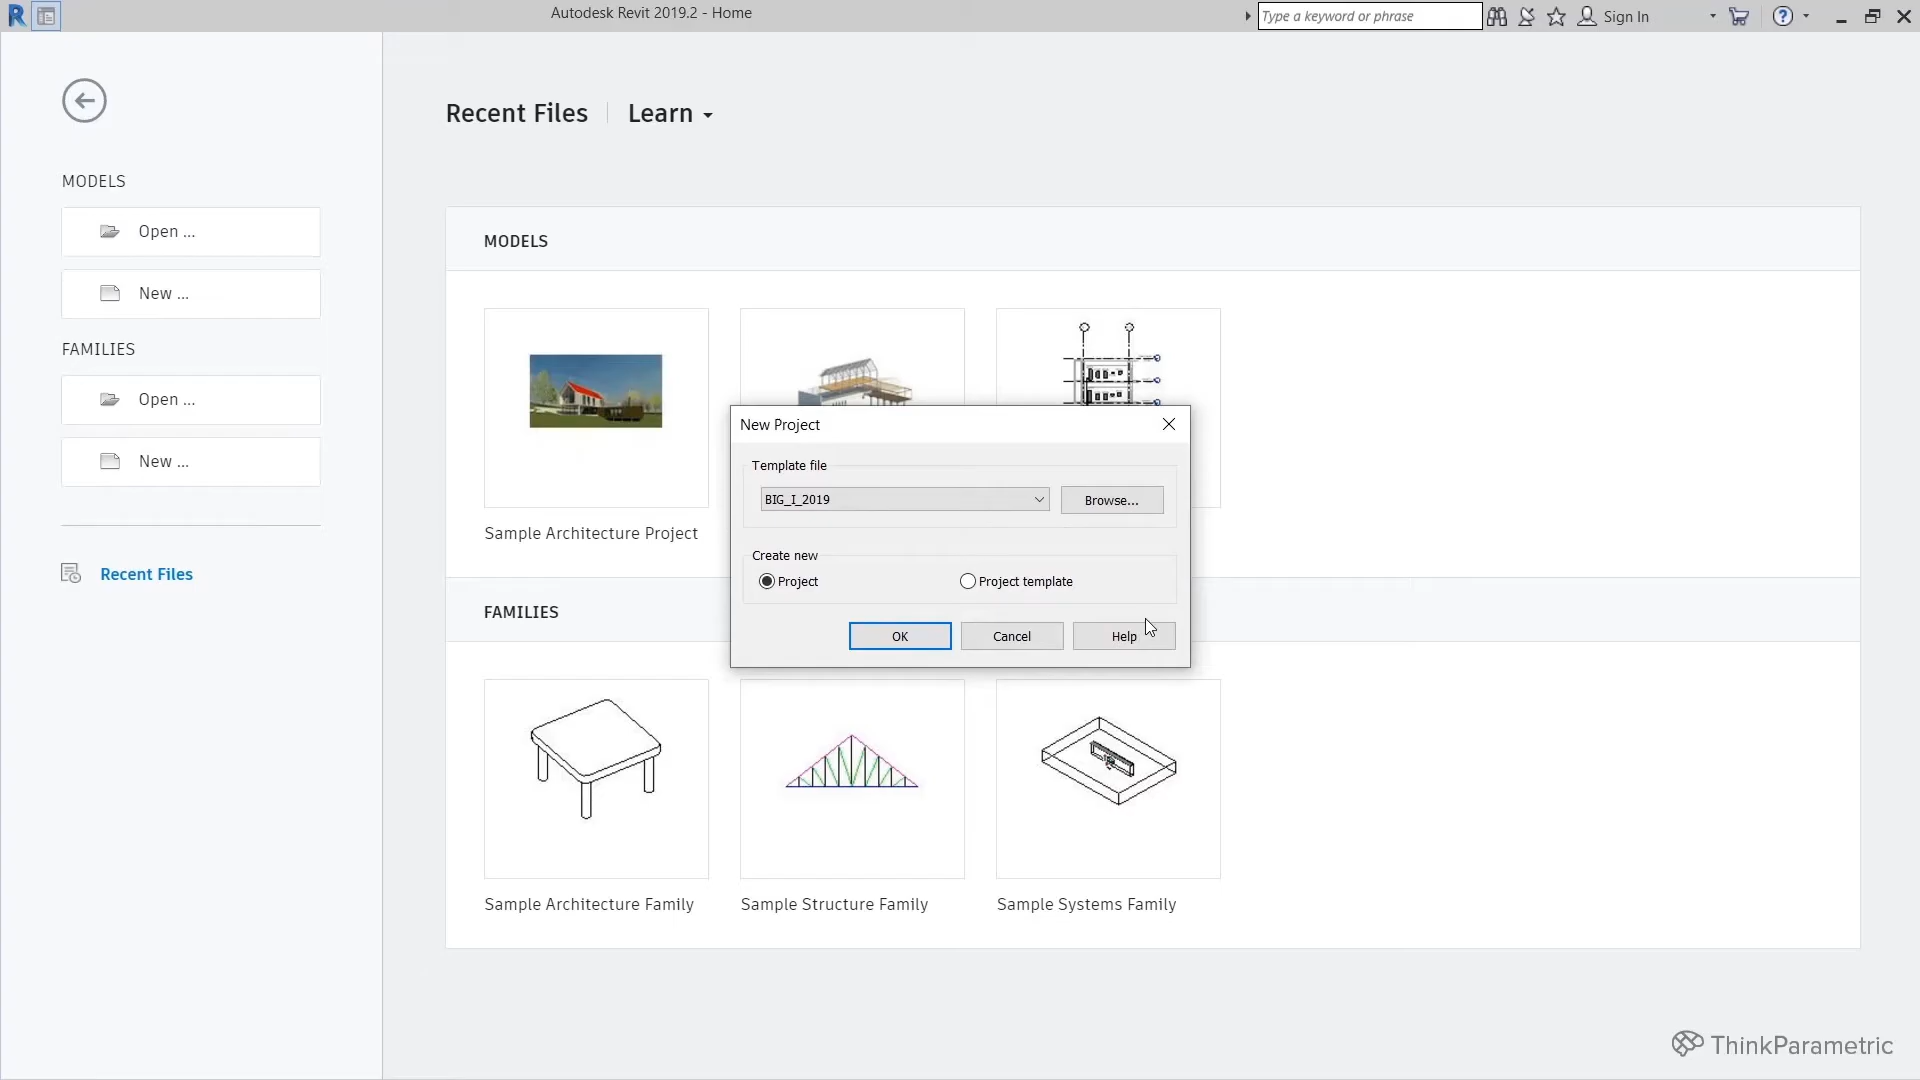 Autodesk Revit 2019.2 - Home
Type a keyword or phrase
Sign In
Recent Files
Learn
MODELS
Open ...
New ...
FAMILIES
Open ...
New ...
Recent Files
MODELS
Sample Architecture Project
New Project
Template file
BIG_I_2019
Browse...
Create new
Project
Project template
OK
Cancel
Help
FAMILIES
Sample Architecture Family
Sample Structure Family
Sample Systems Family
ThinkParametric